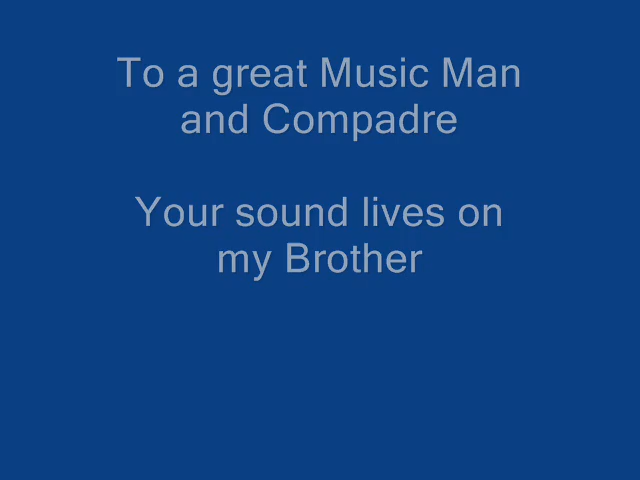 To a great Music Man
and Compadre
Your sound lives on
my Brother